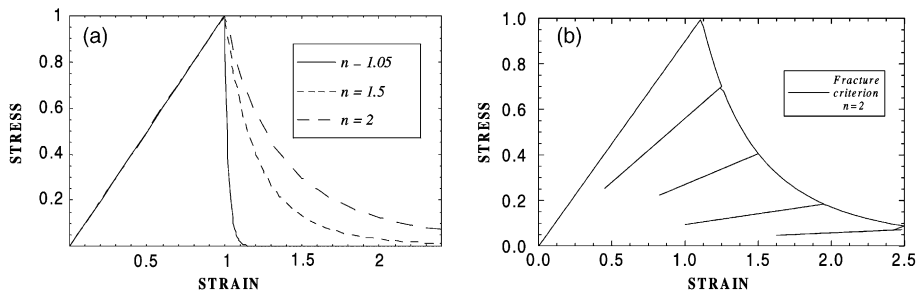 (a)
1
0.8
0.6
0.4
0.2
0.5
1
1.5
2
STRESS
STRAIN
n – 1.05
n = 1.5
n = 2
(b)
1.0
0.8
0.6
0.4
0.2
0.0
0.0
0.5
1.0
1.5
2.0
2.5
STRESS
STRAIN
Fracture
criterion
n=2